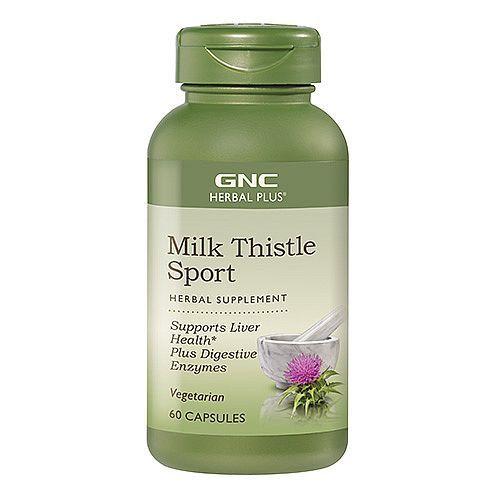 GNC
HERBAL PLUS®
Milk Thistle
Sport
HERBAL SUPPLEMENT
Supports Liver
Health*
Plus Digestive
Enzymes
Vegetarian
60 CAPSULES